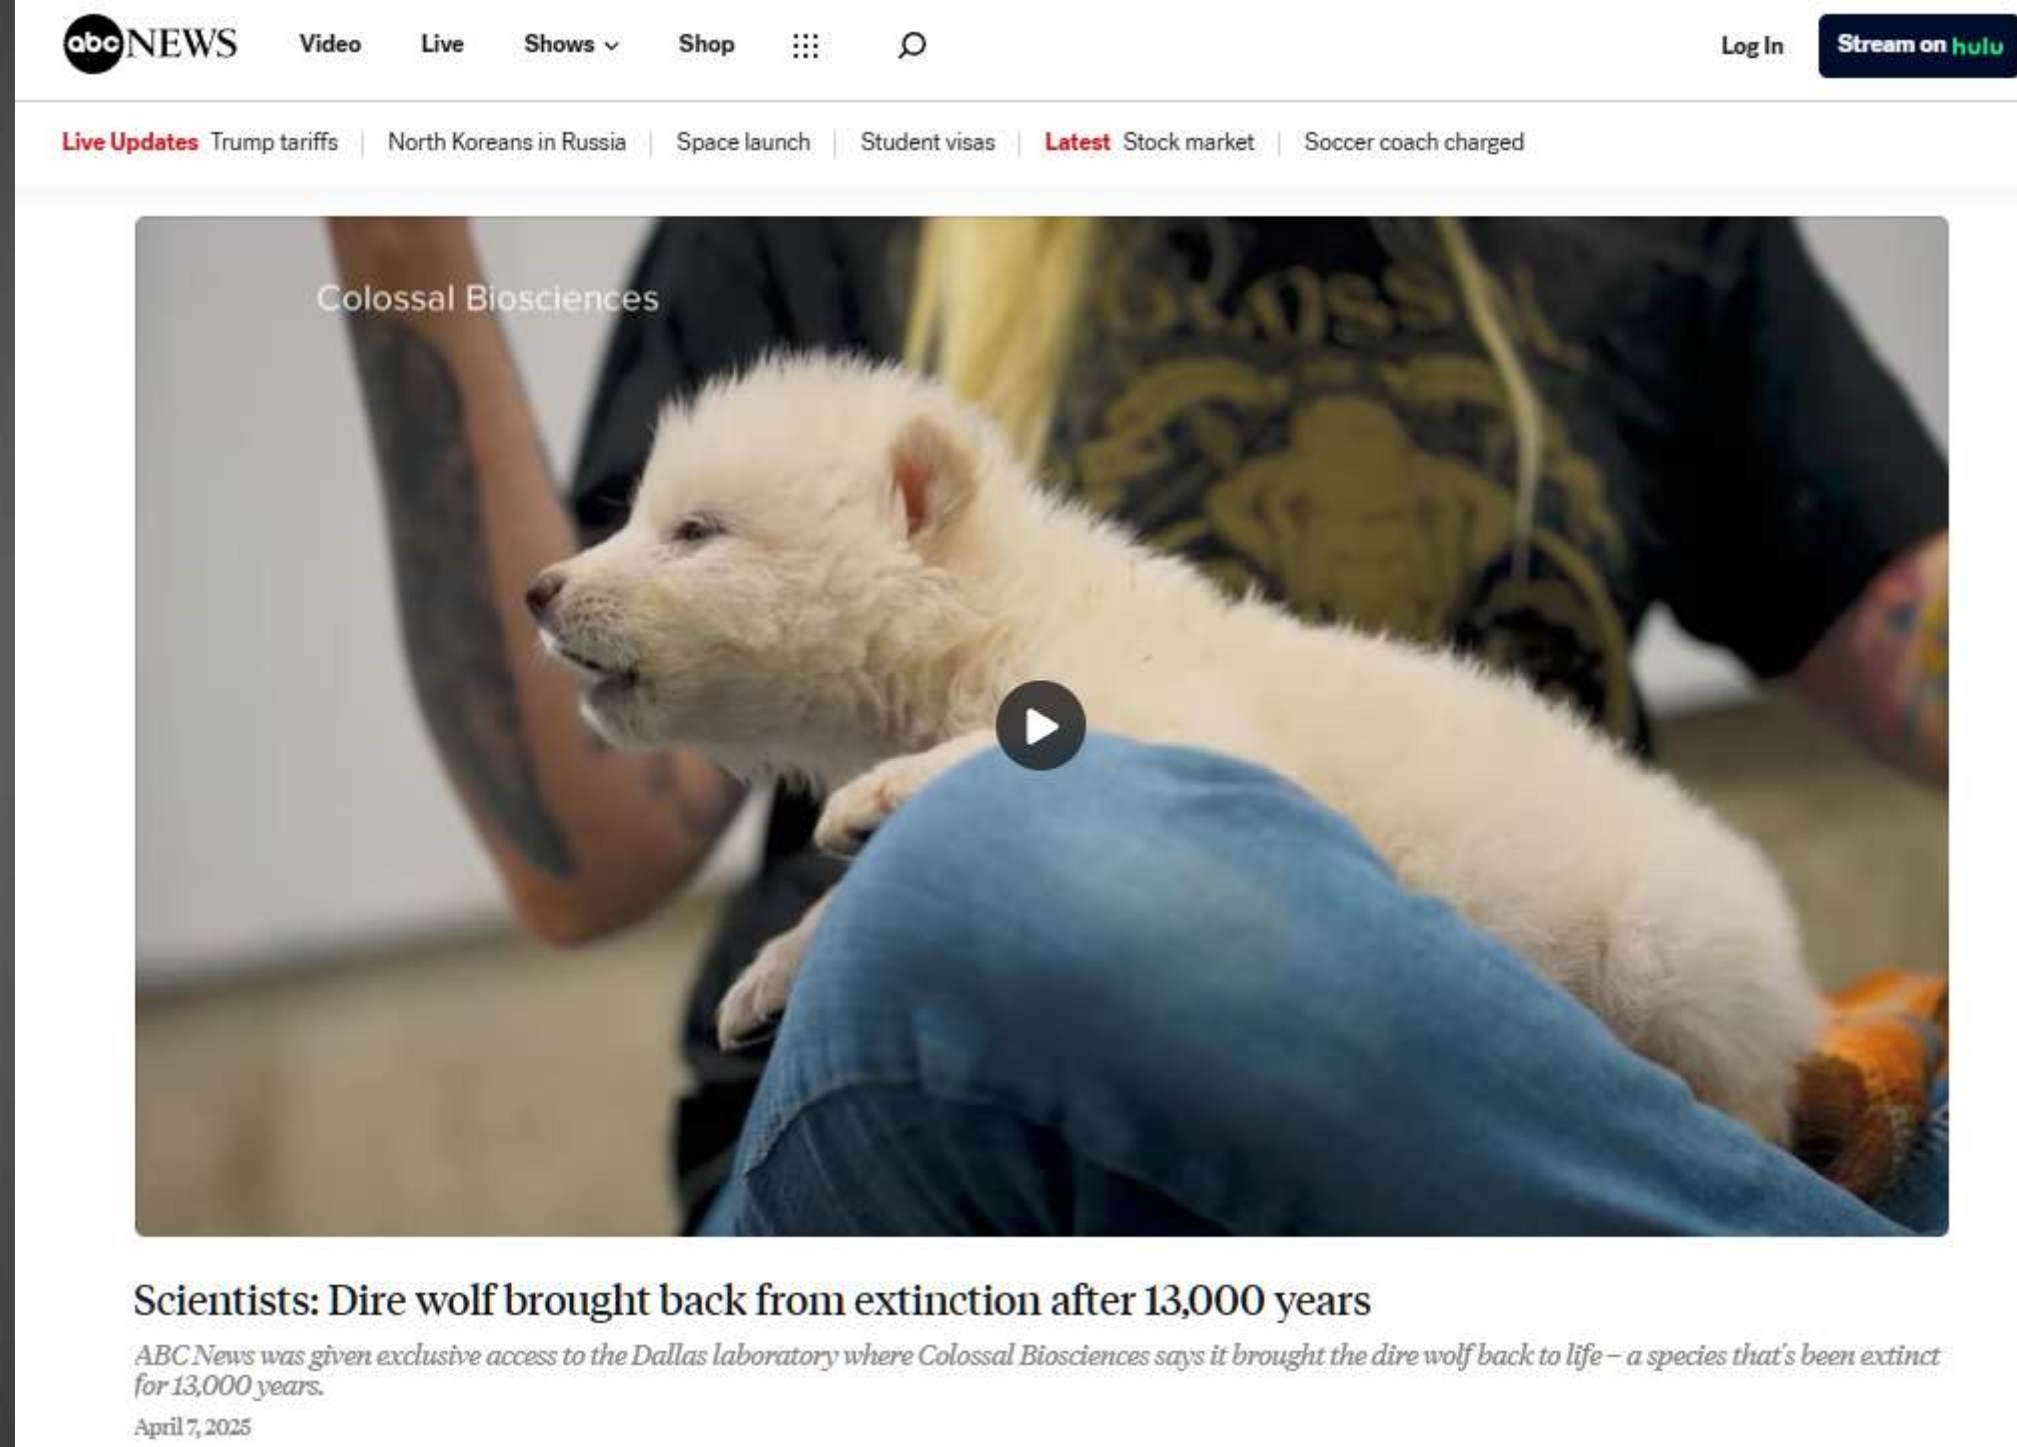 abc NEWS
Video
Live
Shows
Shop
Log In
Stream on hulu
Live Updates Trump tariffs
North Koreans in Russia
Space launch
Student visas
Latest Stock market
Soccer coach charged
Colossal Biosciences
Scientists: Dire wolf brought back from extinction after 13,000 years
ABC News was given exclusive access to the Dallas laboratory where Colossal Biosciences says it brought the dire wolf back to life – a species that's been extinct
for 13,000 years.
April 7, 2025